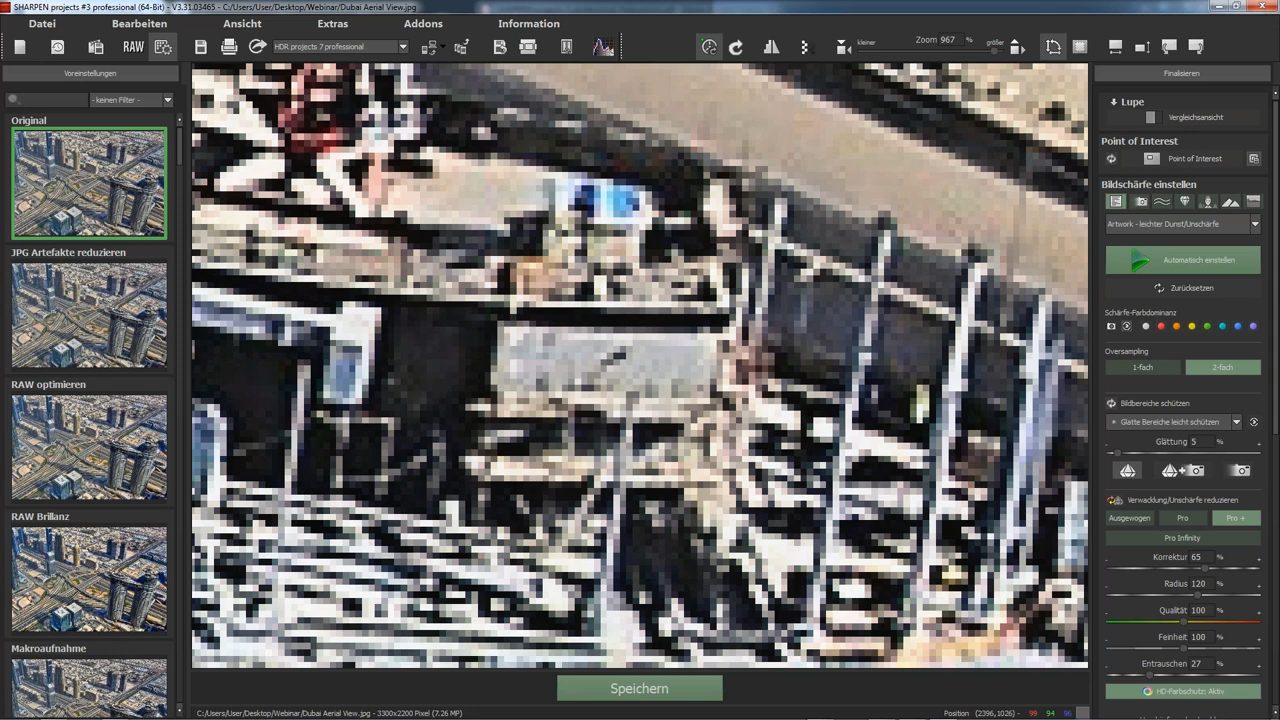 SHARPEN projects #3 professional (64-Bit) - V3.31.03465 - C:/Users/User/Desktop/Webinar/Dubai Aerial View.jpg
Datei Bearbeiten Ansicht Extras Addons Information
RAW HDR projects 7 professional kleiner Zoom 967 % größer
Voreinstellungen
- keinen Filter -
Original
JPG Artefakte reduzieren
RAW optimieren
RAW Brillanz
Makroaufnahme
Finalisieren
Lupe
Vergleichsansicht
Point of Interest
Point of Interest
Bildschärfe einstellen
Artwork - leichter Dunst/Unschärfe
Automatisch einstellen
Zurücksetzen
Schärfe-Farbdominanz
Oversampling
1-fach 2-fach
Bildbereiche schützen
Glatte Bereiche leicht schützen
Glättung 5 %
Verwacklung/Unschärfe reduzieren
Ausgewogen Pro Pro +
Pro Infinity
Korrektur 65 %
Radius 120 %
Qualität 100 %
Feinheit 100 %
Entrauschen 27 %
HD-Farbschutz: Aktiv
Speichern
C:/Users/User/Desktop/Webinar/Dubai Aerial View.jpg - 3300x2200 Pixel (7.26 MP) Position (2396,1026) - 99 94 96